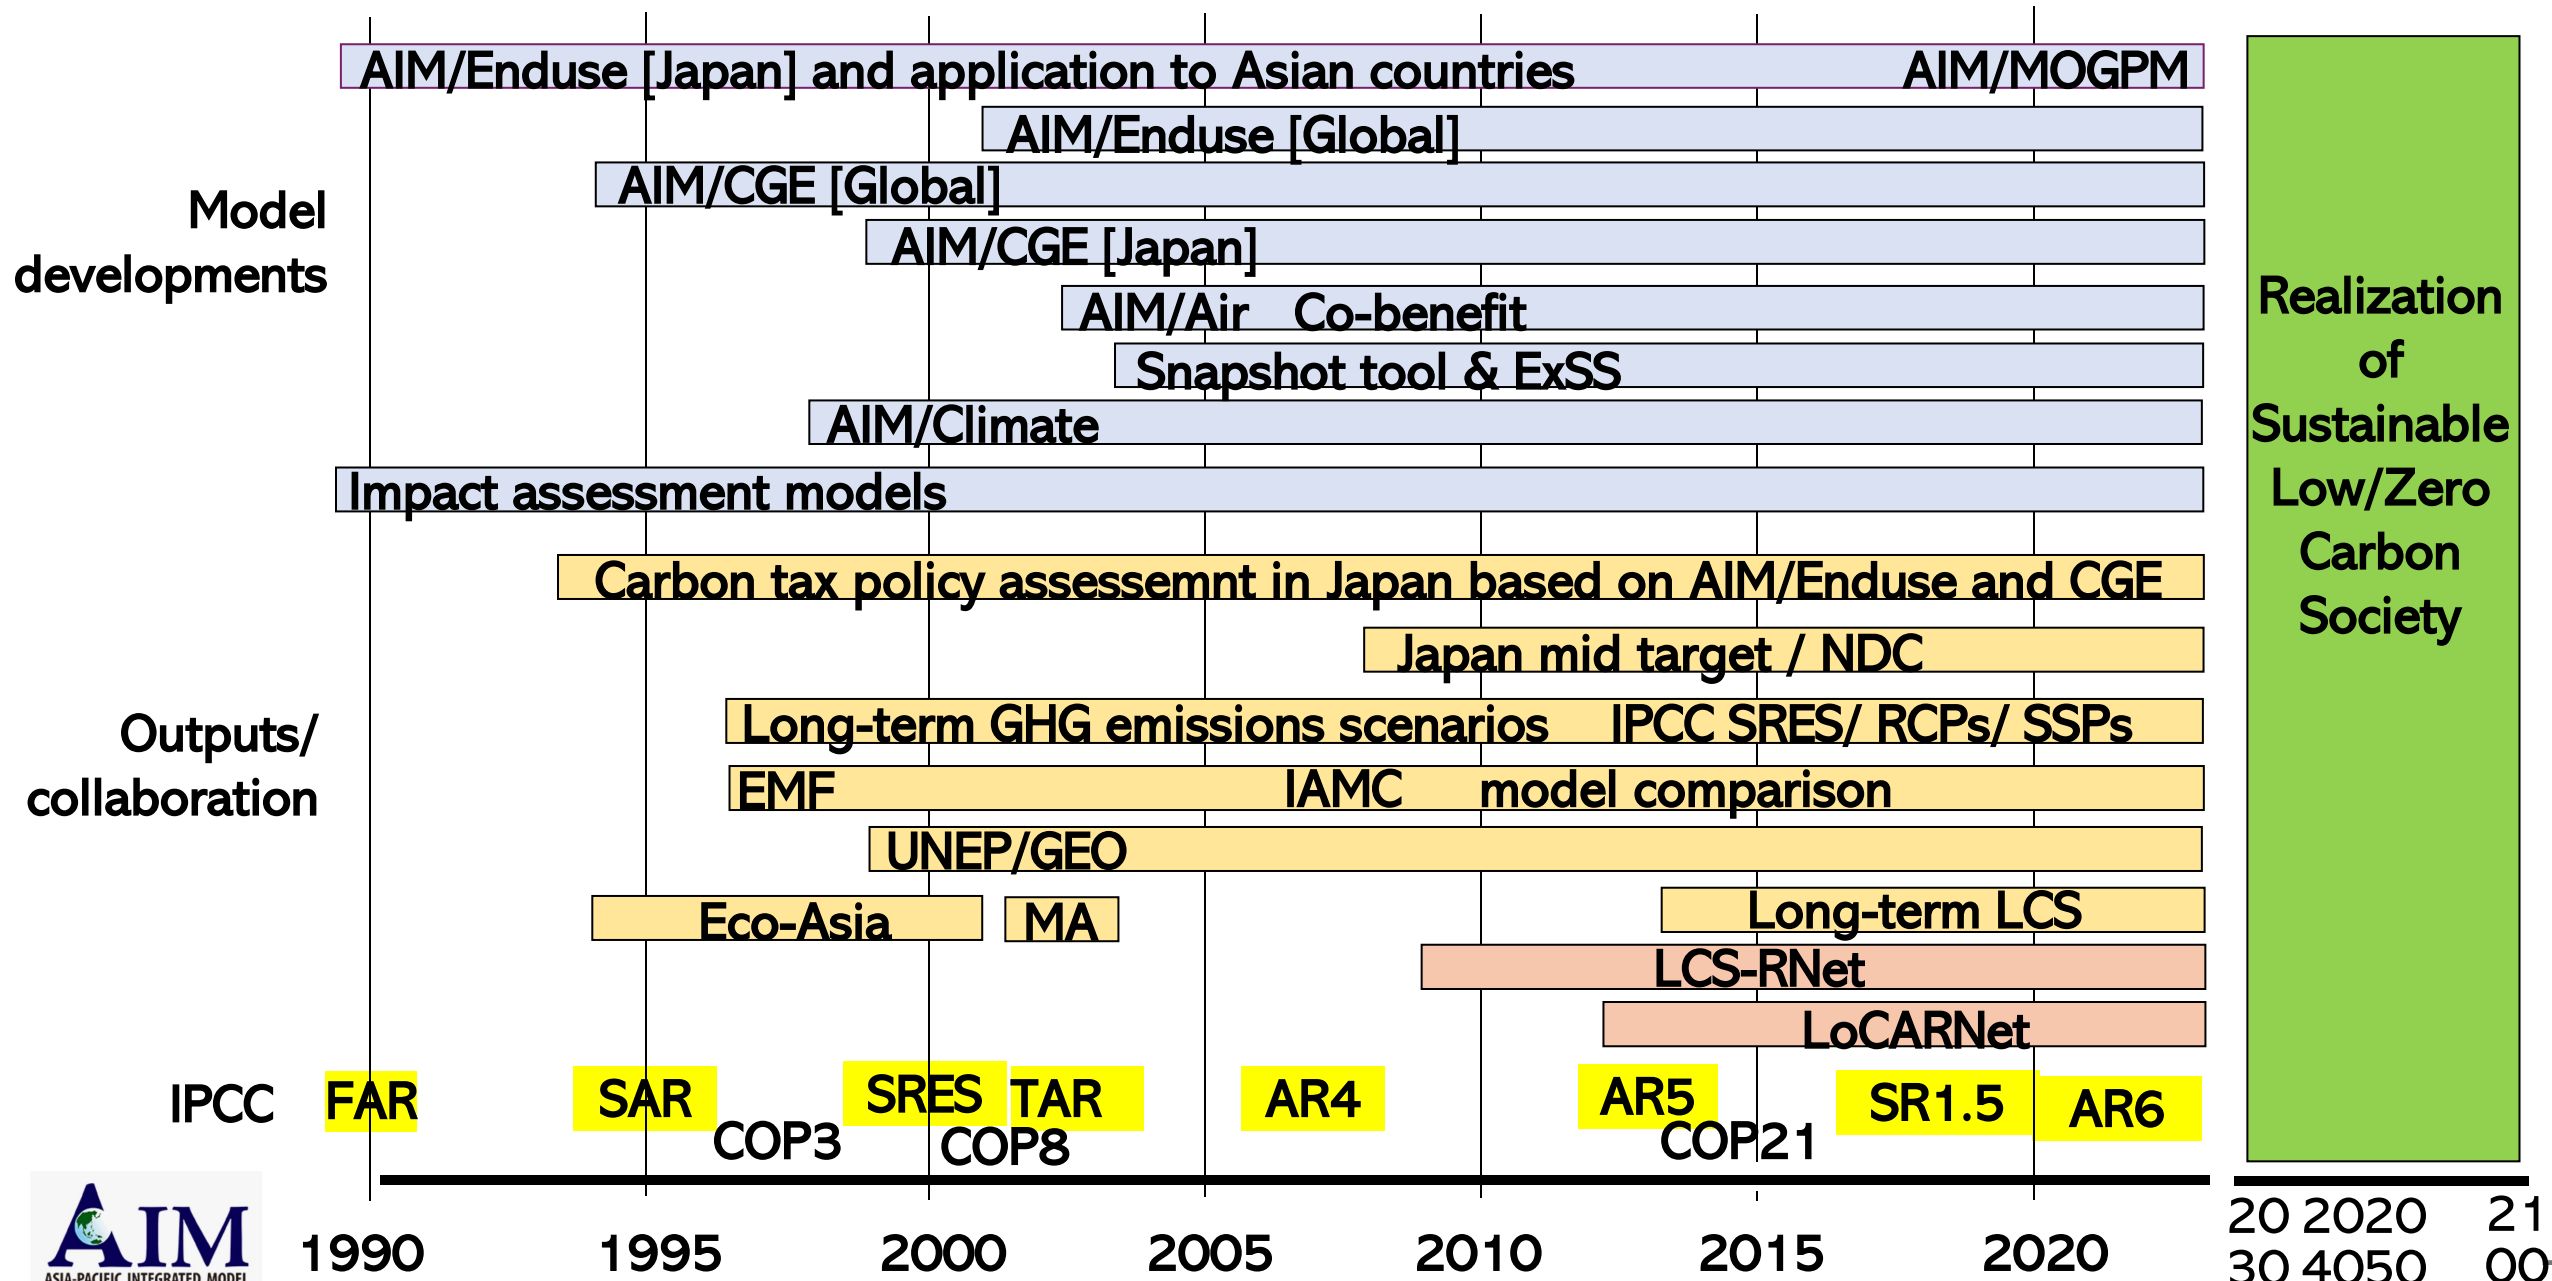 AIM/Enduse [Japan] and application to Asian countries AIM/MOGPM
AIM/Enduse [Global]
AIM/CGE [Global]
AIM/CGE [Japan]
AIM/Air Co-benefit
Snapshot tool & ExSS
AIM/Climate
Impact assessment models
Model
developments
Carbon tax policy assessemnt in Japan based on AIM/Enduse and CGE
Japan mid target / NDC
Long-term GHG emissions scenarios IPCC SRES/ RCPs/ SSPs
EMF IAMC model comparison
UNEP/GEO
Eco-Asia MA Long-term LCS
LCS-RNet
LoCARNet
Outputs/
collaboration
IPCC FAR SAR SRES TAR AR4 AR5 SR1.5 AR6
COP3 COP8 COP21
1990 1995 2000 2005 2010 2015 2020
Realization
of
Sustainable
Low/Zero
Carbon
Society
20 2020 21
30 4050 00
AIM
ASIA-PACIFIC INTEGRATED MODEL